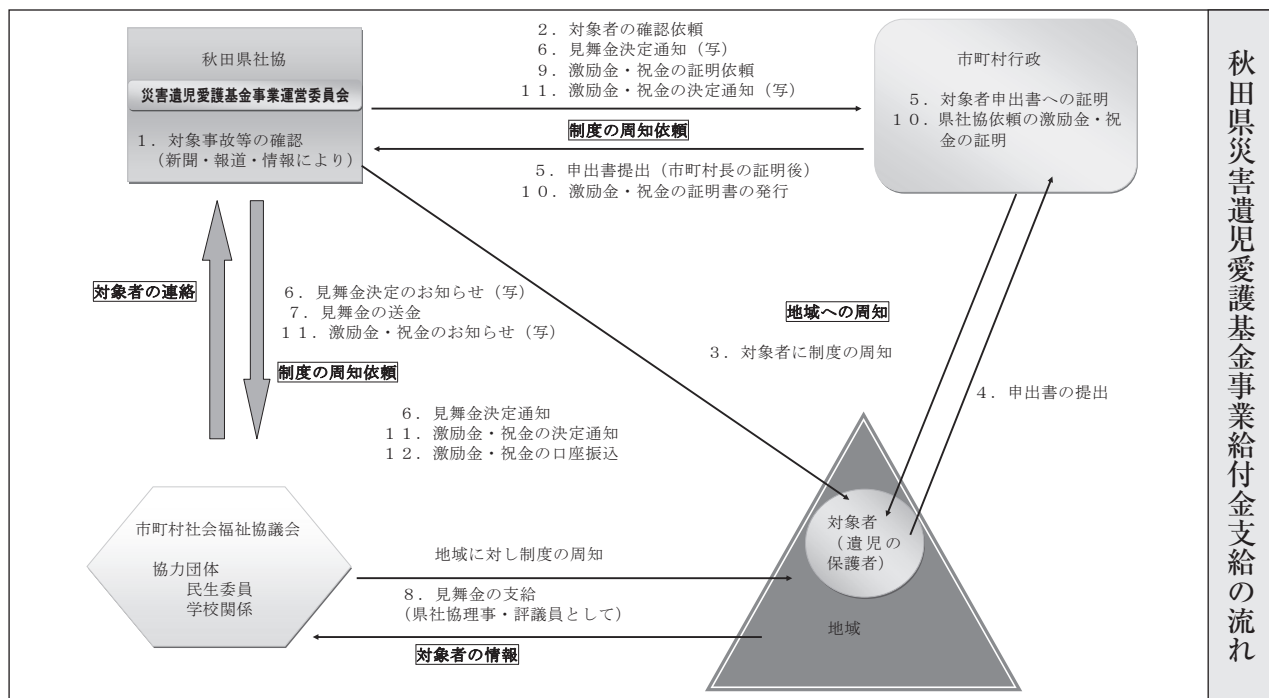 秋田県災害遺児愛護基金事業給付金支給の流れ
秋田県社協
災害遺児愛護基金事業運営委員会
１．対象事故等の確認
（新聞・報道・情報により）
２．対象者の確認依頼
６．見舞金決定通知（写）
９．激励金・祝金の証明依頼
１１．激励金・祝金の決定通知（写）
制度の周知依頼
５．申出書提出（市町村長の証明後）
１０．激励金・祝金の証明書の発行
市町村行政
５．対象者申出書への証明
１０．県社協依頼の激励金・祝
金の証明
対象者の連絡
６．見舞金決定のお知らせ（写）
７．見舞金の送金
１１．激励金・祝金のお知らせ（写）
制度の周知依頼
地域への周知
３．対象者に制度の周知
４．申出書の提出
６．見舞金決定通知
１１．激励金・祝金の決定通知
１２．激励金・祝金の口座振込
市町村社会福祉協議会
協力団体
民生委員
学校関係
地域に対し制度の周知
８．見舞金の支給
（県社協理事・評議員として）
対象者の情報
対象者
（遺児の
保護者）
地域